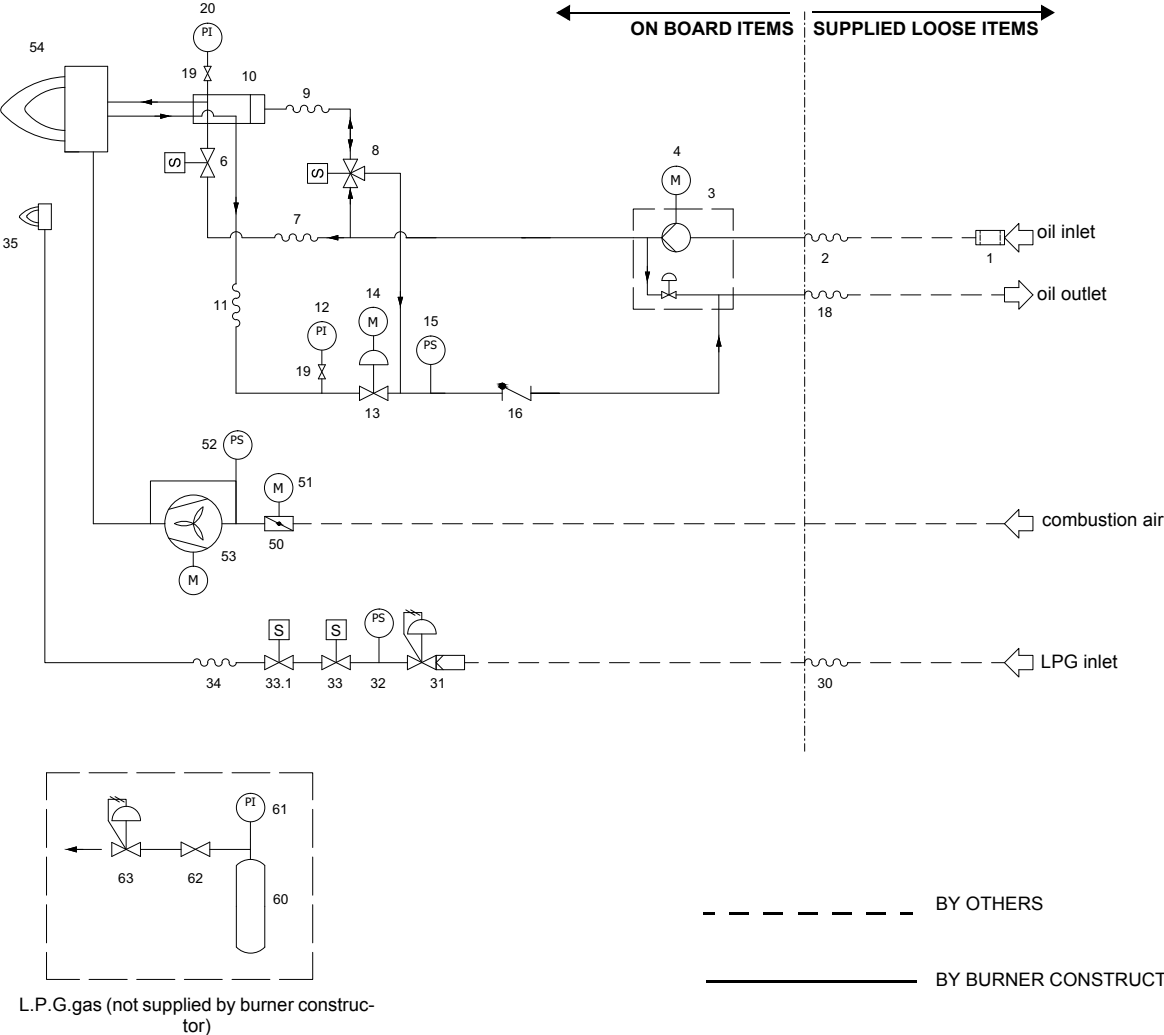 ON BOARD ITEMS
SUPPLIED LOOSE ITEMS
20
PI
54
19
10
9
S
6
S
8
4
M
3
35
7
oil inlet
2
1
11
12
14
15
oil outlet
18
PI
M
PS
19
13
16
52
PS
M
51
combustion air
53
50
M
S
S
PS
LPG inlet
34
33.1
33
32
31
30
PI
61
63
62
60
BY OTHERS
BY BURNER CONSTRUCT
L.P.G.gas (not supplied by burner construc-
tor)